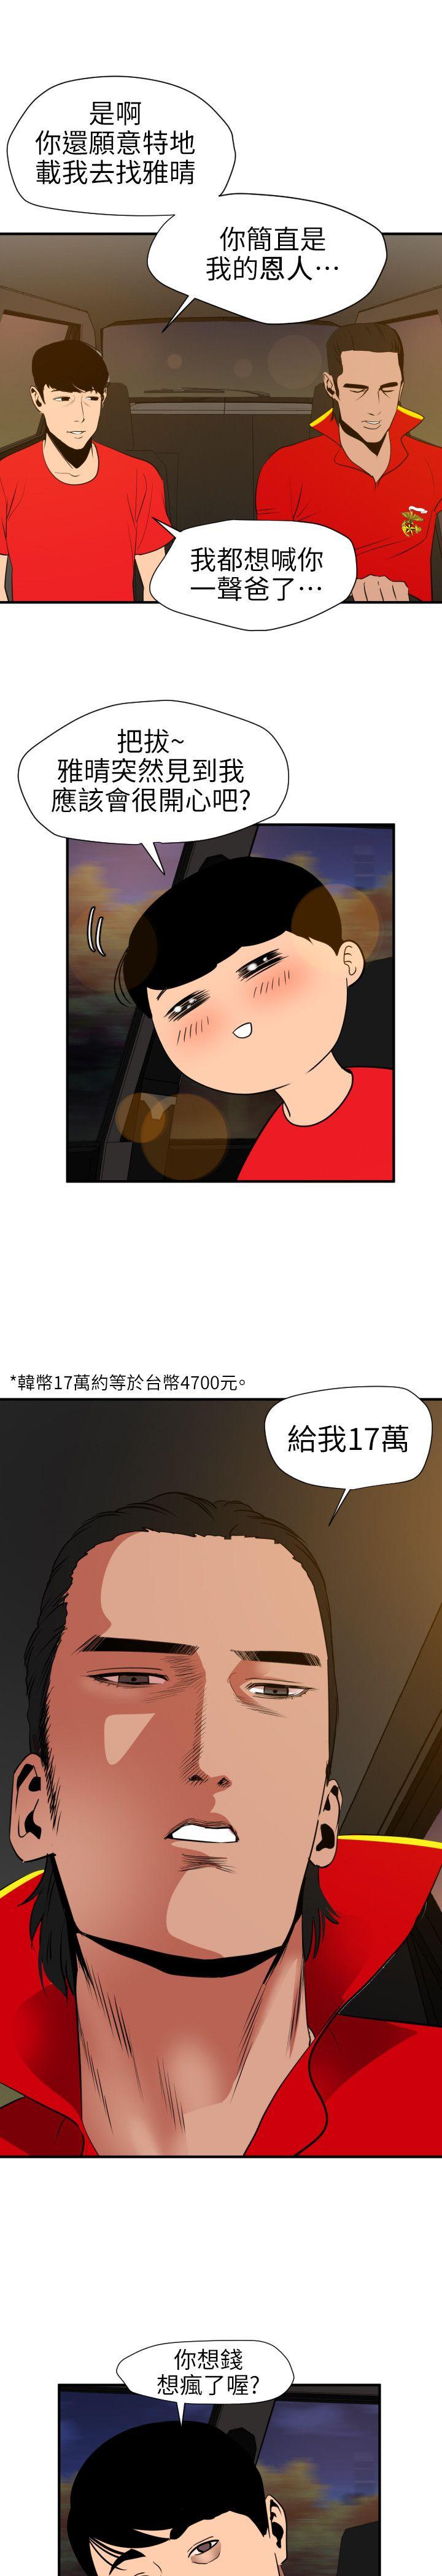 是啊
你還願意特地
載我去找雅晴
你簡直是
我的恩人⋯
我都想喊你
一聲爸了⋯
把拔~
雅晴突然見到我
應該會很開心吧?
*韓幣17萬約等於台幣4700元。
給我17萬
你想錢
想瘋了喔?